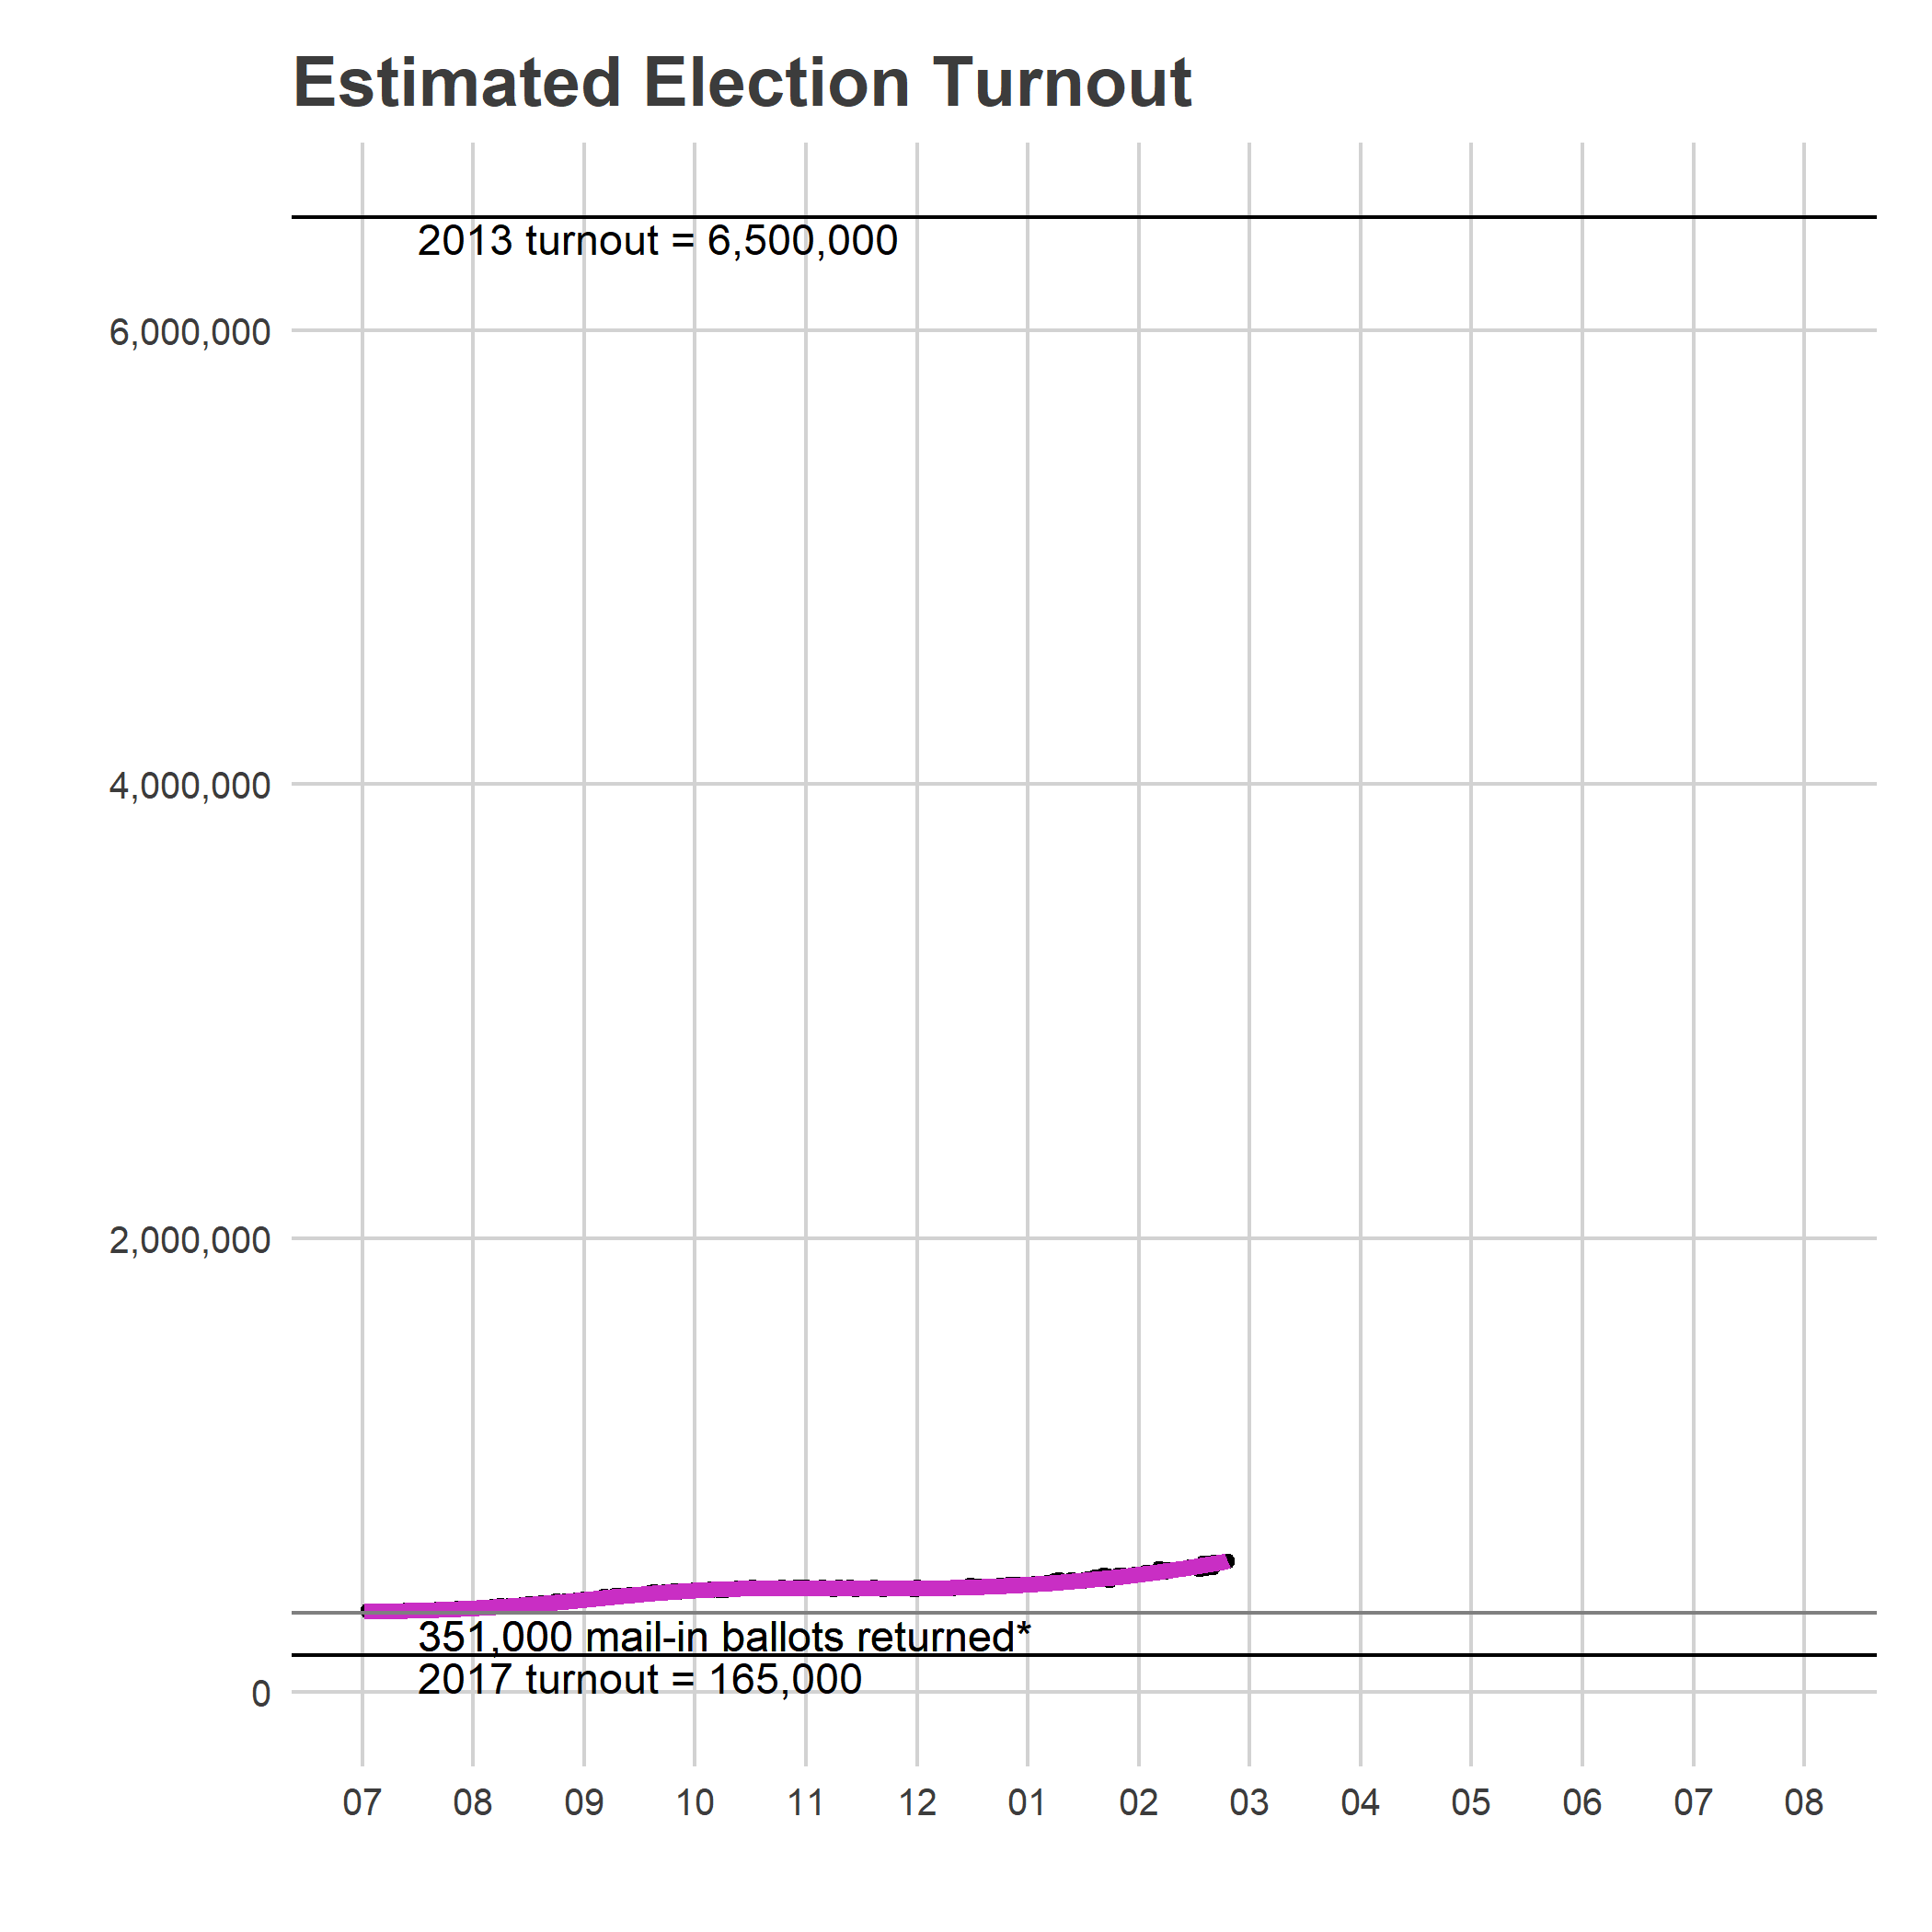 Estimated Election Turnout
2013 turnout = 6,500,000
6,000,000
4,000,000
2,000,000
351,000 mail-in ballots returned*
2017 turnout = 165,000
0
07 08 09 10 11 12 01 02 03 04 05 06 07 08